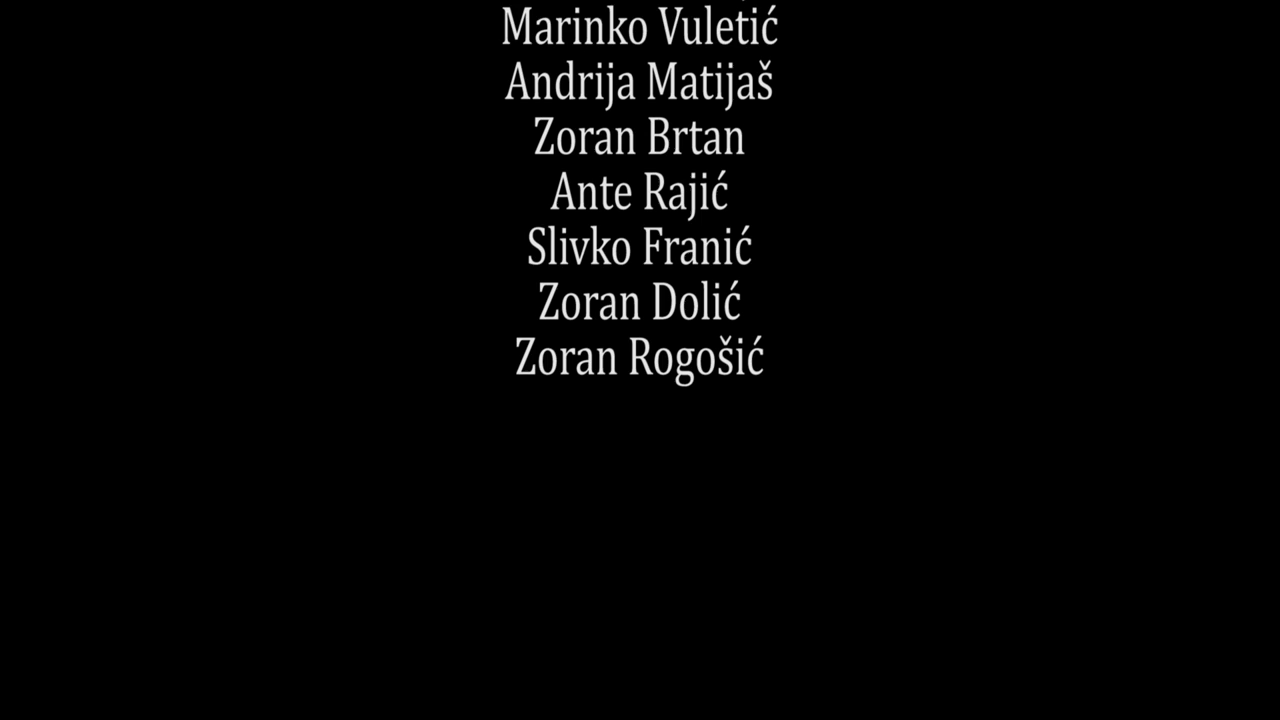 Marinko Vuletić
Andrija Matijaš
Zoran Brtan
Ante Rajić
Slivko Franić
Zoran Dolić
Zoran Rogošić